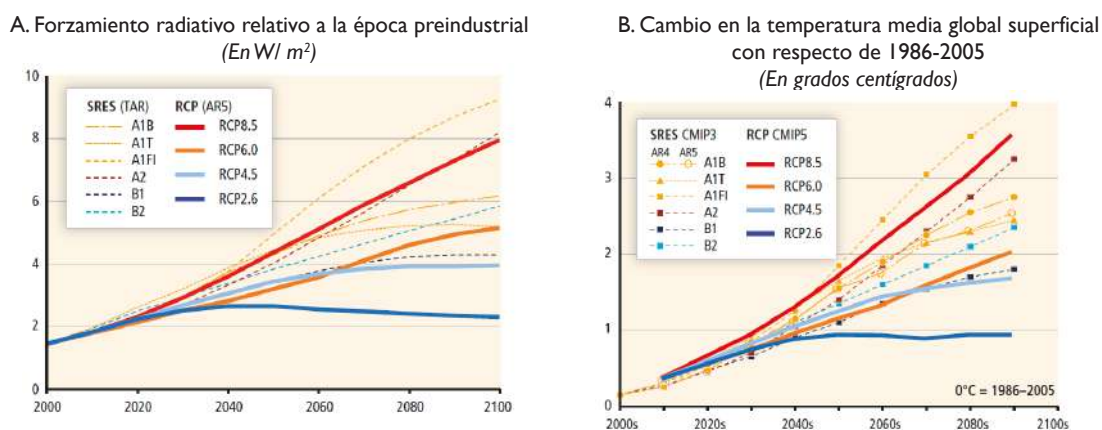 A. Forzamiento radiativo relativo a la época preindustrial
(En W/ m²)
10
8
6
4
2
0
2000 2020 2040 2060 2080 2100
SRES (TAR) RCP (AR5)
A1B RCP8.5
A1T
A1FI RCP6.0
A2
B1 RCP4.5
B2 RCP2.6
B. Cambio en la temperatura media global superficial
con respecto de 1986-2005
(En grados centígrados)
4
3
2
1
0
2000s 2020s 2040s 2060s 2080s 2100s
SRES CMIP3 RCP CMIP5
AR4 AR5
A1B RCP8.5
A1T
A1FI RCP6.0
A2 RCP4.5
B1
B2 RCP2.6
0°C = 1986–2005